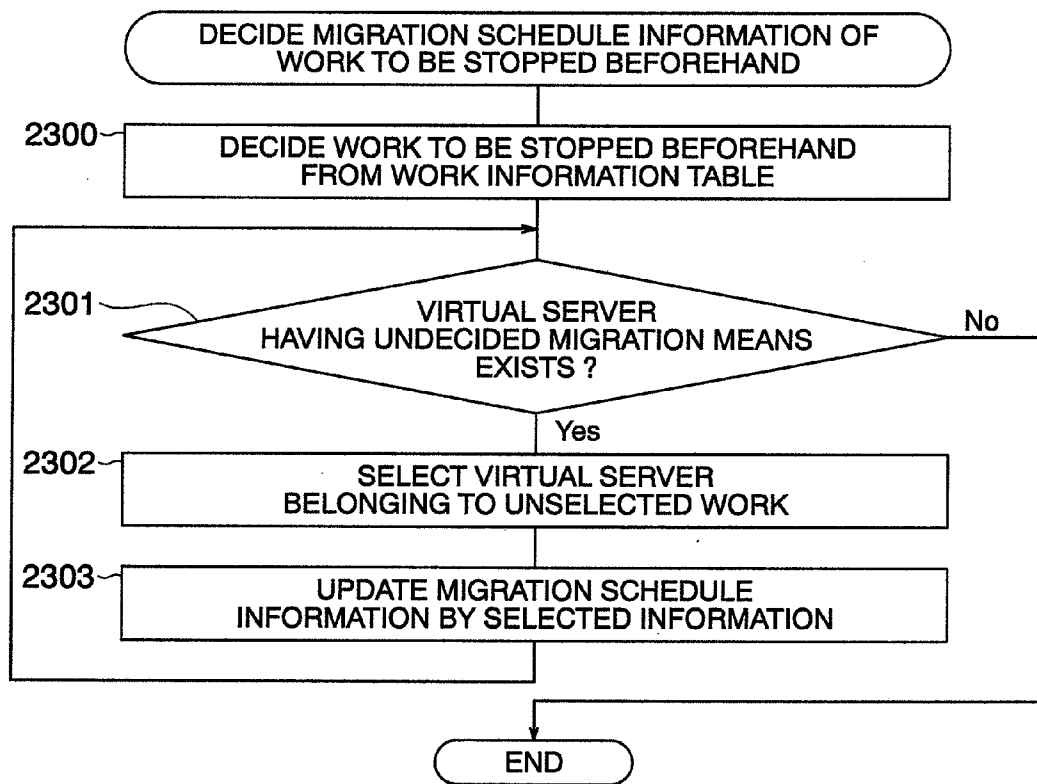 DECIDE MIGRATION SCHEDULE INFORMATION OF
WORK TO BE STOPPED BEFOREHAND
2300
DECIDE WORK TO BE STOPPED BEFOREHAND
FROM WORK INFORMATION TABLE
2301
VIRTUAL SERVER
HAVING UNDECIDED MIGRATION MEANS
EXISTS ?
No
Yes
2302
SELECT VIRTUAL SERVER
BELONGING TO UNSELECTED WORK
2303
UPDATE MIGRATION SCHEDULE
INFORMATION BY SELECTED INFORMATION
END